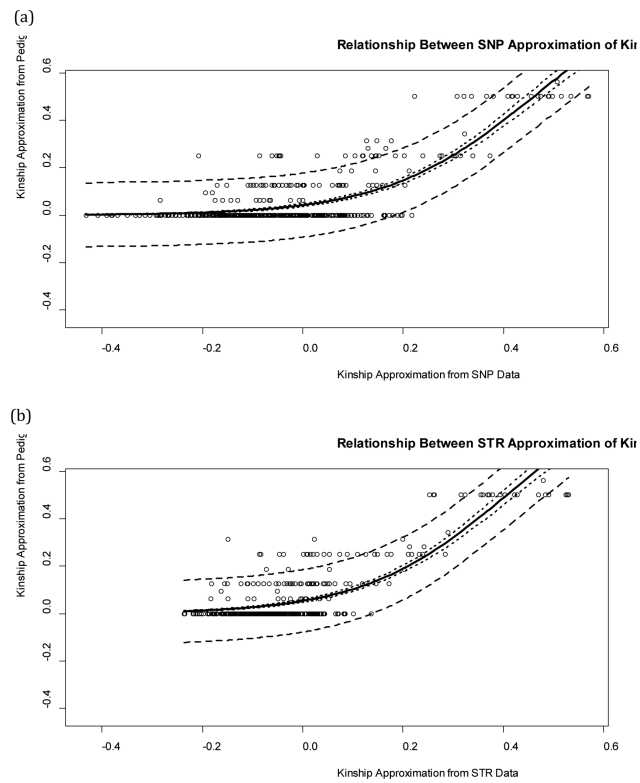 (a)
Relationship Between SNP Approximation of Kin
Kinship Approximation from Pedig
0.6
0.4
0.2
0.0
-0.2
-0.4
-0.4 -0.2 0.0 0.2 0.4 0.6
Kinship Approximation from SNP Data
(b)
Relationship Between STR Approximation of Kin
Kinship Approximation from Pedig
0.6
0.4
0.2
0.0
-0.2
-0.4
-0.4 -0.2 0.0 0.2 0.4 0.6
Kinship Approximation from STR Data